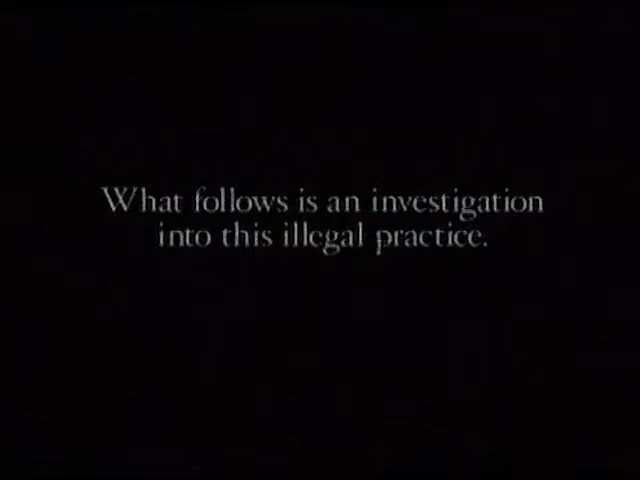 What follows is an investigation
into this illegal practice.